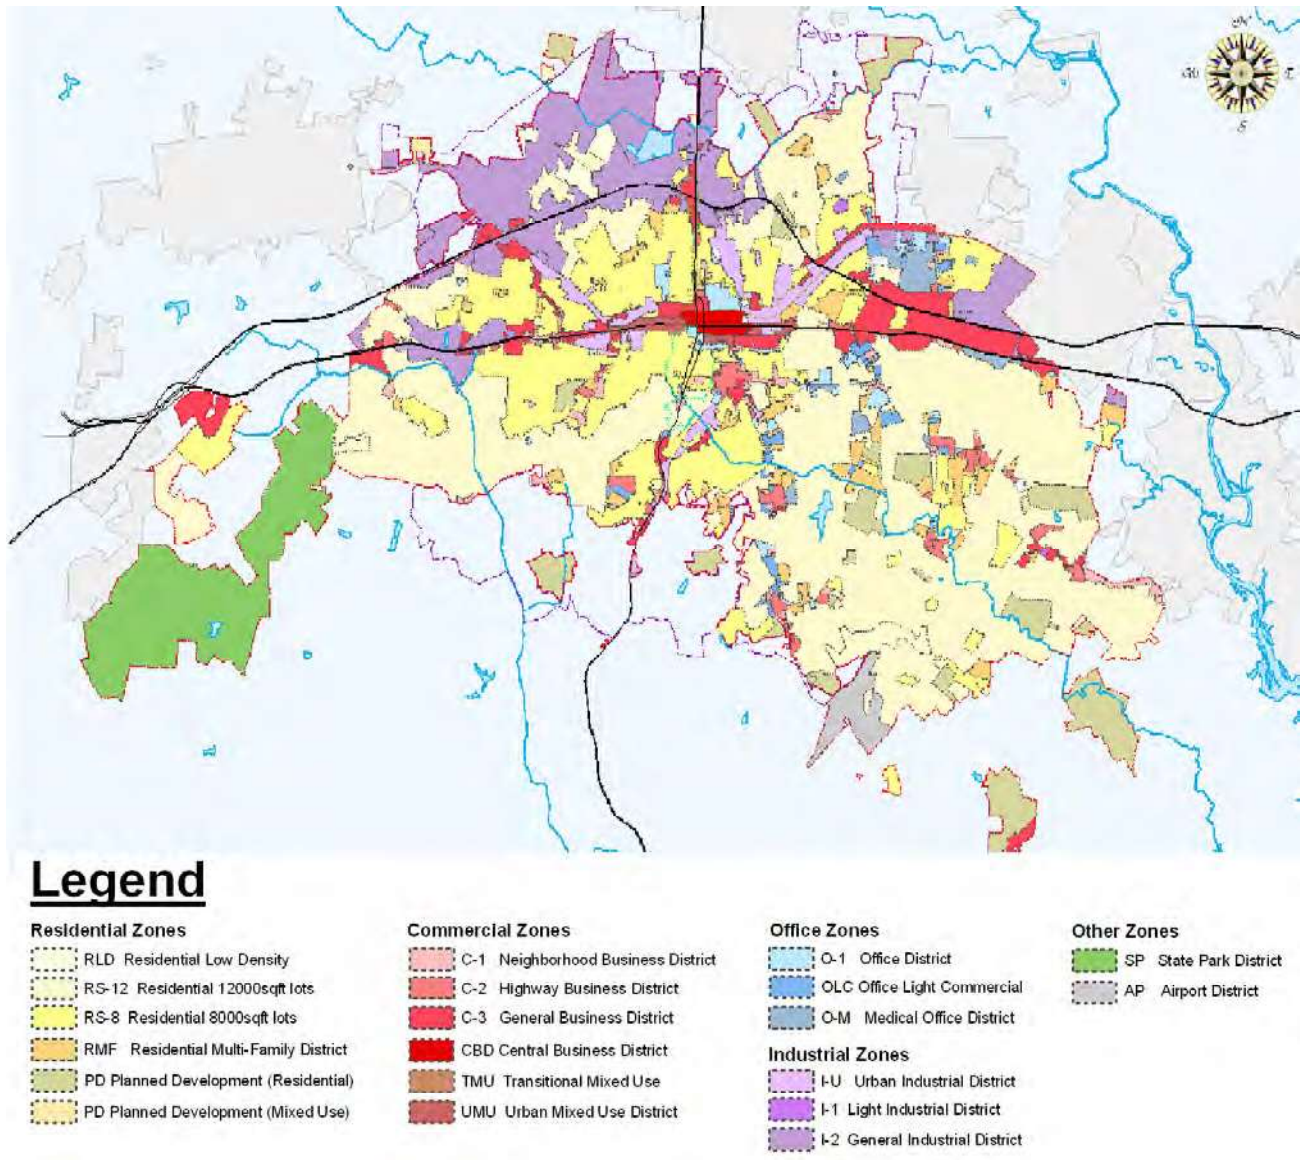 Legend
Residential Zones
RLD Residential Low Density
RS-12 Residential 12000sqft lots
RS-8 Residential 8000sqft lots
RMF Residential Multi-Family District
PD Planned Development (Residential)
PD Planned Development (Mixed Use)
Commercial Zones
C-1 Neighborhood Business District
C-2 Highway Business District
C-3 General Business District
CBD Central Business District
TMU Transitional Mixed Use
UMU Urban Mixed Use District
Office Zones
O-1 Office District
OLC Office Light Commercial
O-M Medical Office District
Industrial Zones
I-U Urban Industrial District
I-1 Light Industrial District
I-2 General Industrial District
Other Zones
SP State Park District
AP Airport District